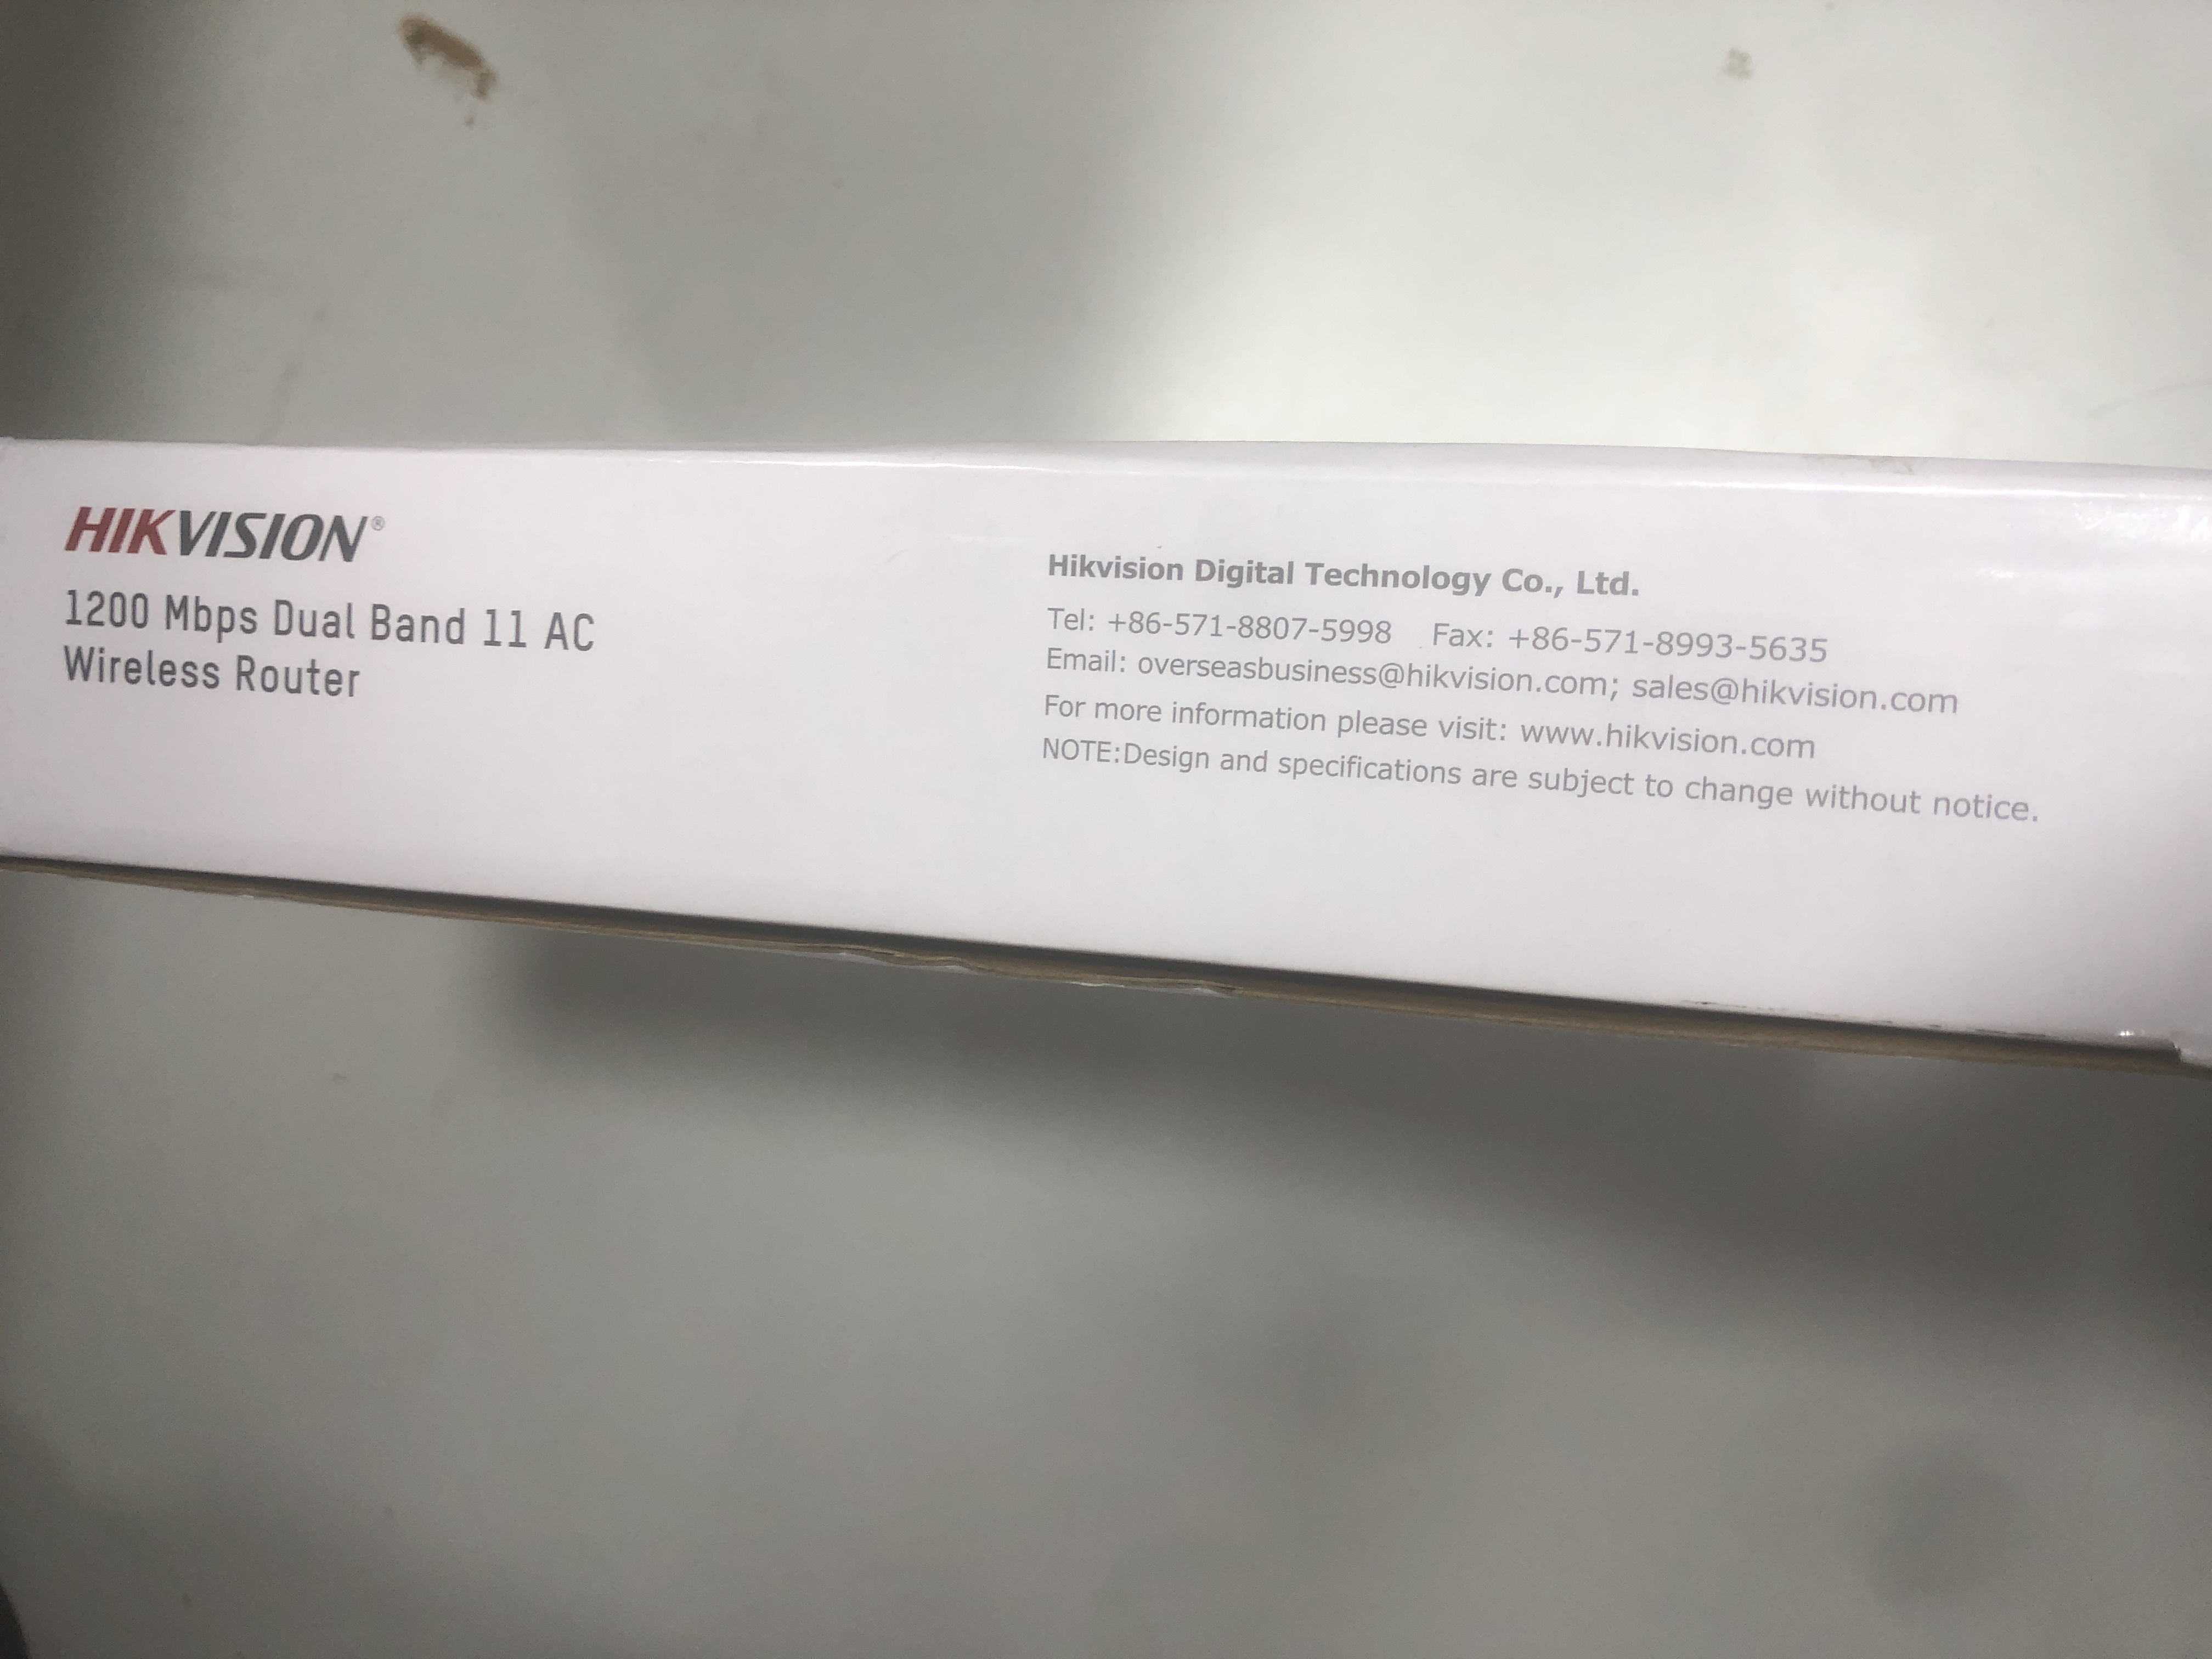 HIKVISION®
1200 Mbps Dual Band 11 AC
Wireless Router
Hikvision Digital Technology Co., Ltd.
Tel: +86-571-8807-5998 Fax: +86-571-8993-5635
Email: overseasbusiness@hikvision.com; sales@hikvision.com
For more information please visit: www.hikvision.com
NOTE:Design and specifications are subject to change without notice.